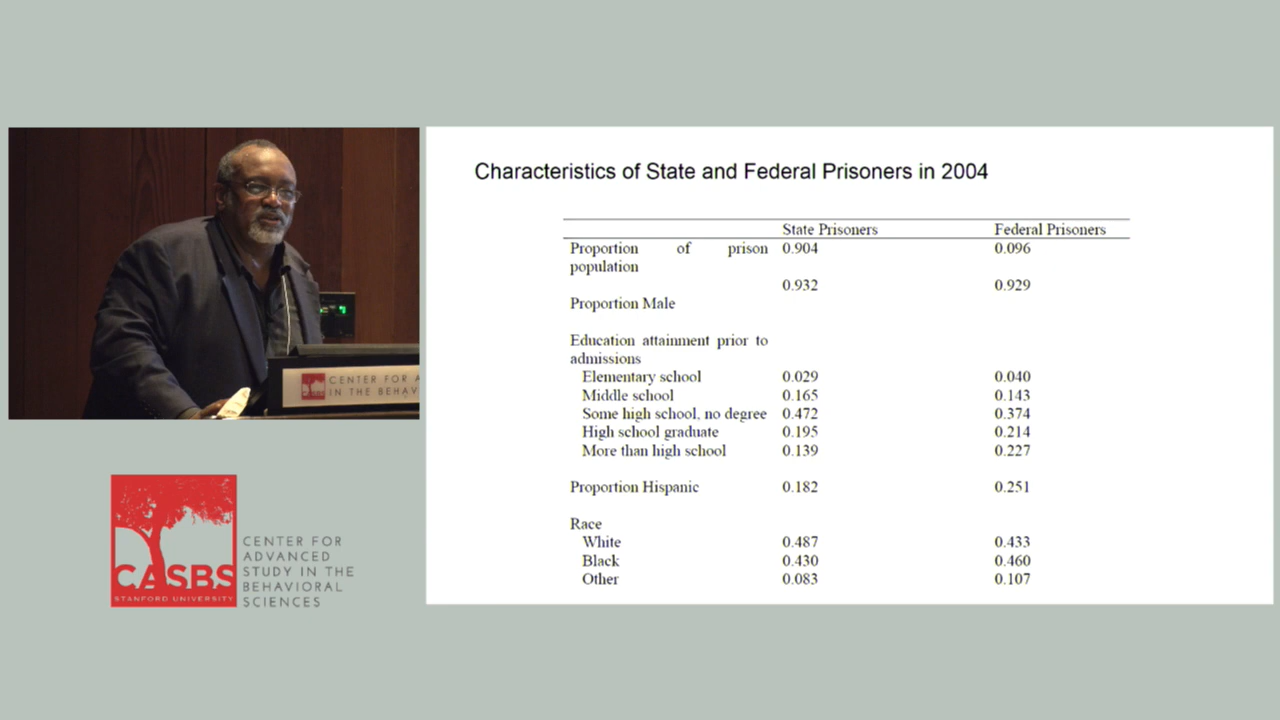 CENTER FOR A
IN THE BEHAV
CASBS
STANFORD UNIVERSITY
CENTER FOR
ADVANCED
STUDY IN THE
BEHAVIORAL
SCIENCES
Characteristics of State and Federal Prisoners in 2004
State Prisoners Federal Prisoners
Proportion of prison 0.904 0.096
population
0.932 0.929
Proportion Male
Education attainment prior to
admissions
Elementary school 0.029 0.040
Middle school 0.165 0.143
Some high school, no degree 0.472 0.374
High school graduate 0.195 0.214
More than high school 0.139 0.227
Proportion Hispanic 0.182 0.251
Race
White 0.487 0.433
Black 0.430 0.460
Other 0.083 0.107